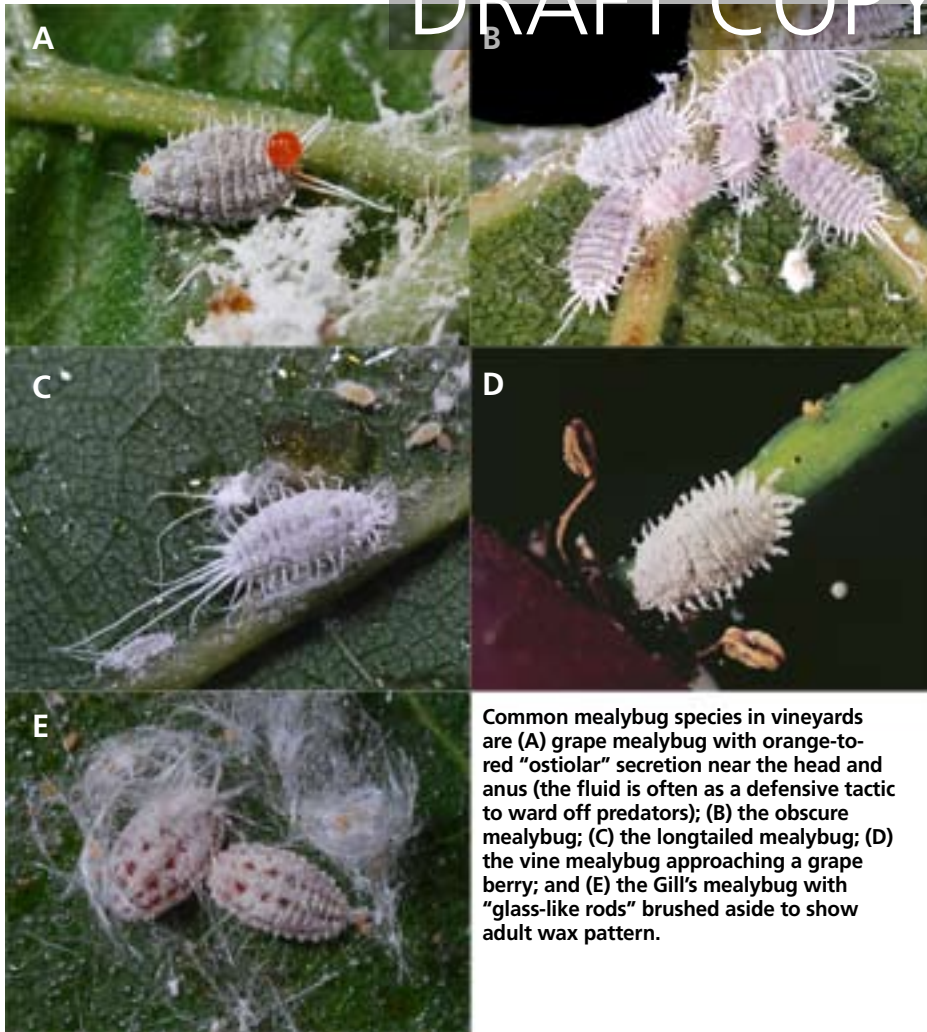 DRAFT COPY
A
B
C
D
E
Common mealybug species in vineyards
are (A) grape mealybug with orange-to-
red “ostiolar” secretion near the head and
anus (the fluid is often as a defensive tactic
to ward off predators); (B) the obscure
mealybug; (C) the longtailed mealybug; (D)
the vine mealybug approaching a grape
berry; and (E) the Gill’s mealybug with
“glass-like rods” brushed aside to show
adult wax pattern.